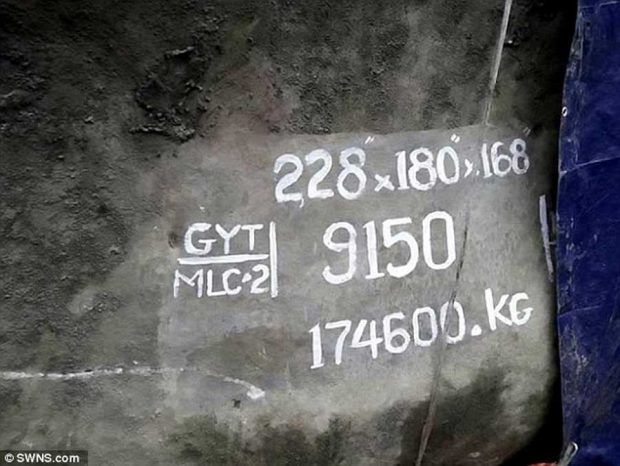 228" x 180" x 168"
GYT
MLC-2
9150
174600.KG
© SWNS.com